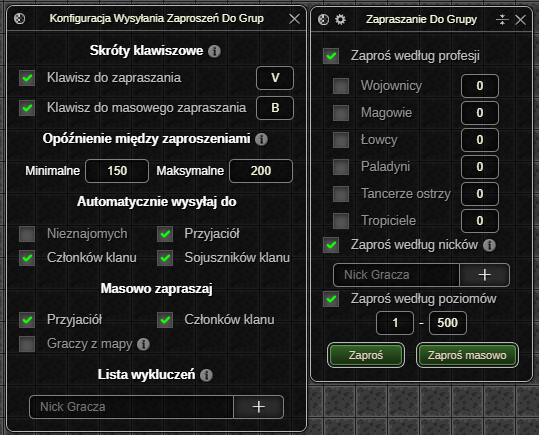 Konfiguracja Wysyłania Zaproszeń Do Grup
Skróty klawiszowe
Klawisz do zapraszania
V
Klawisz do masowego zapraszania
B
Opóźnienie między zaproszeniami
Minimalne 150 Maksymalne 200
Automatycznie wysyłaj do
Nieznajomych Przyjaciół
Członków klanu Sojuszników klanu
Masowo zapraszaj
Przyjaciół Członków klanu
Graczy z mapy
Lista wykluczeń
Nick Gracza +
Zapraszanie Do Grupy
Zaproś według profesji
Wojownicy 0
Magowie 0
Łowcy 0
Paladyni 0
Tancerze ostrzy 0
Tropiciele 0
Zaproś według nicków
Nick Gracza +
Zaproś według poziomów
1 - 500
Zaproś Zaproś masowo